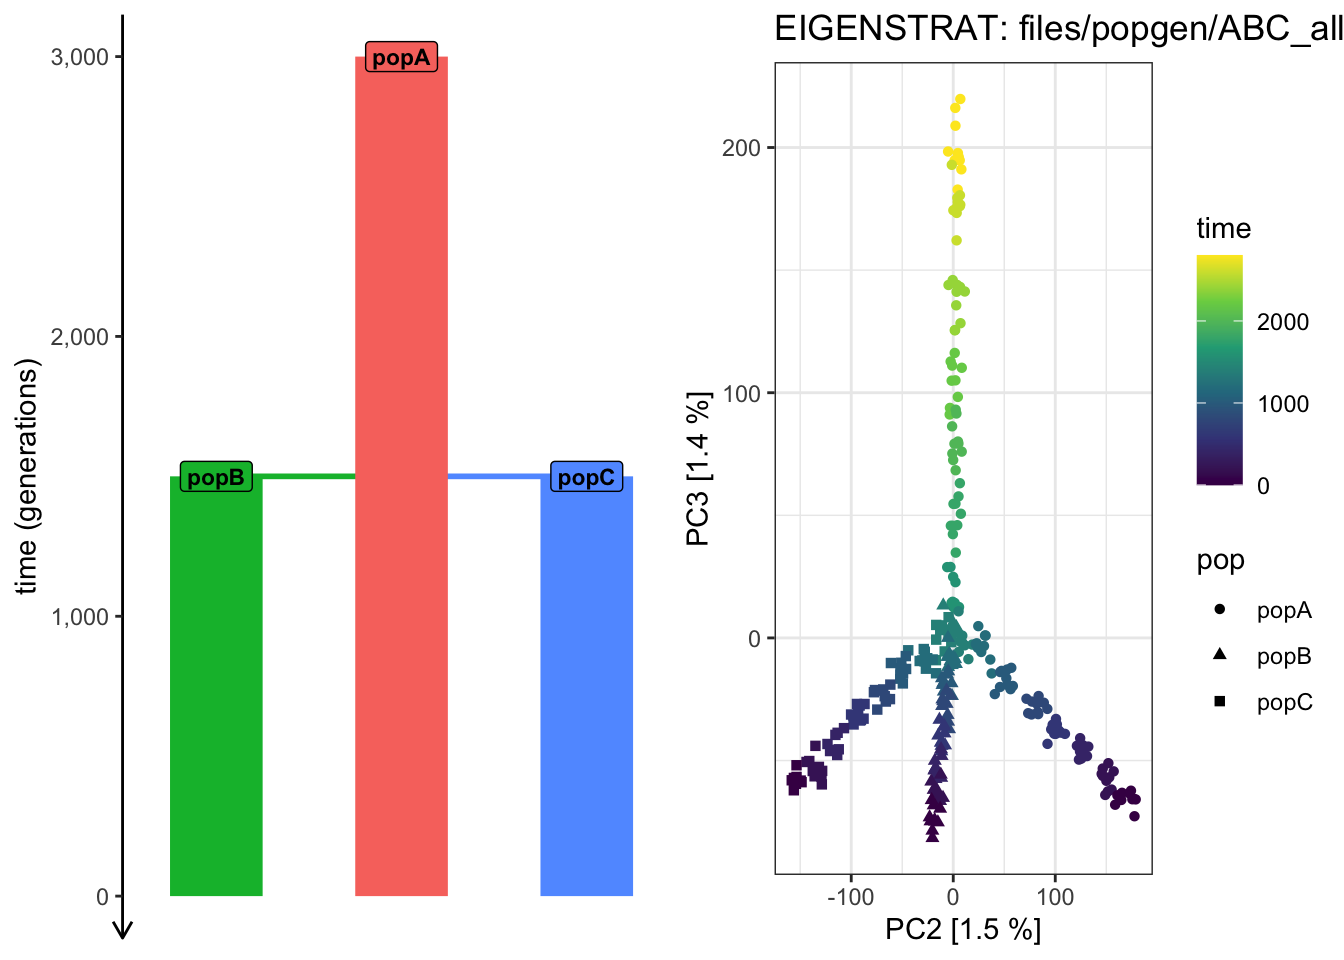 time (generations)
3,000
2,000
1,000
0
popA
popB
popC
EIGENSTRAT: files/popgen/ABC_all
PC3 [1.4 %]
200
100
0
-100
0
100
PC2 [1.5 %]
time
2000
1000
0
pop
popA
popB
popC